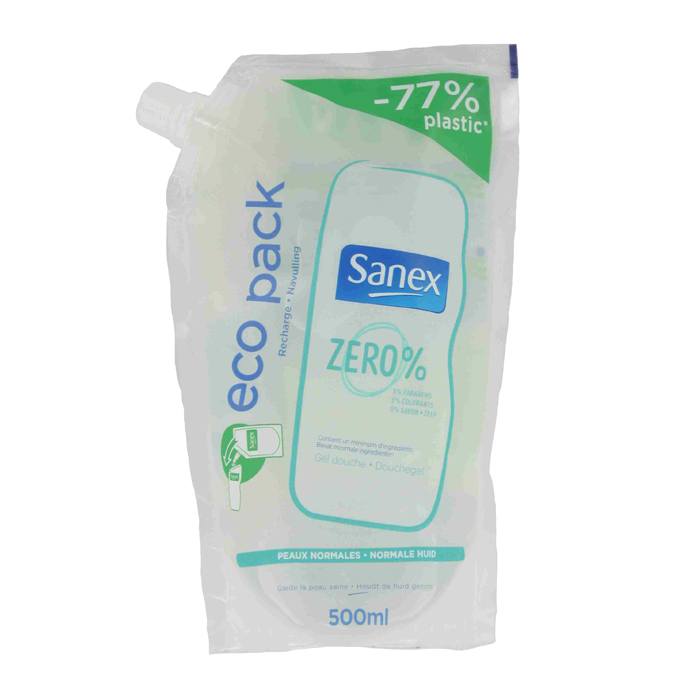 -77%
plastic*
eco pack
Recharge • Navulling
Sanex
ZERO%
0% PARABENS
0% COLORANTS
0% SAVON • ZEEP
Contient un minimum d'ingrédients
Bevat minimale ingrediënten
Gel douche • Douchegel
Sanex
PEAUX NORMALES • NORMALE HUID
Garde la peau saine • Houdt de huid gezond
500ml